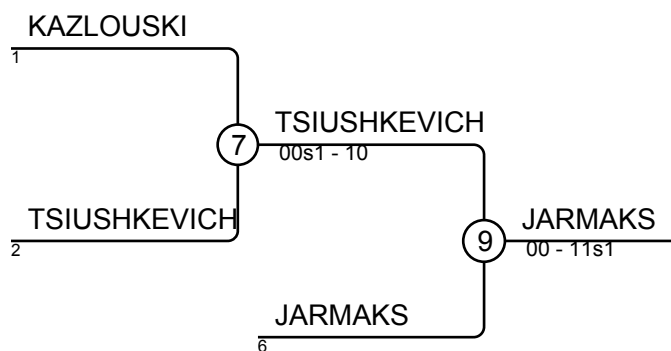 KAZLOUSKI
1
7
TSIUSHKEVICH
00s1 - 10
TSIUSHKEVICH
2
9
JARMAKS
00 - 11s1
JARMAKS
6